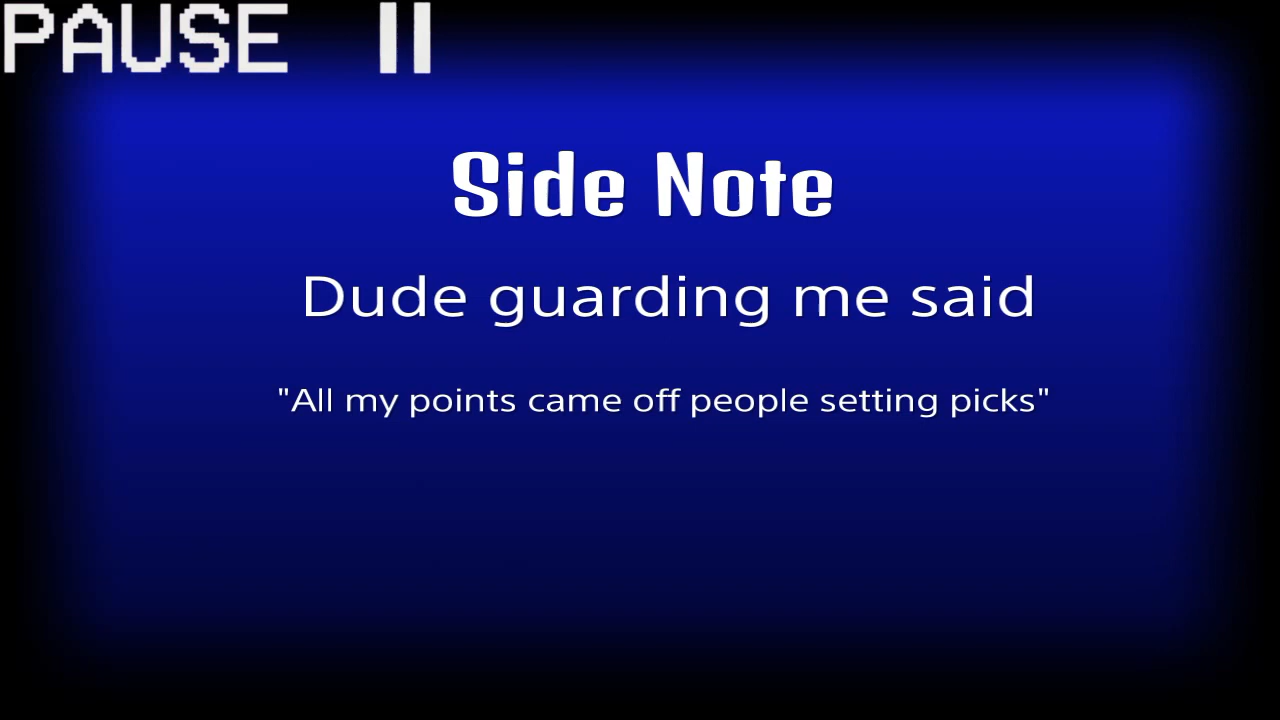 PAUSE II
Side Note
Dude guarding me said
"All my points came off people setting picks"